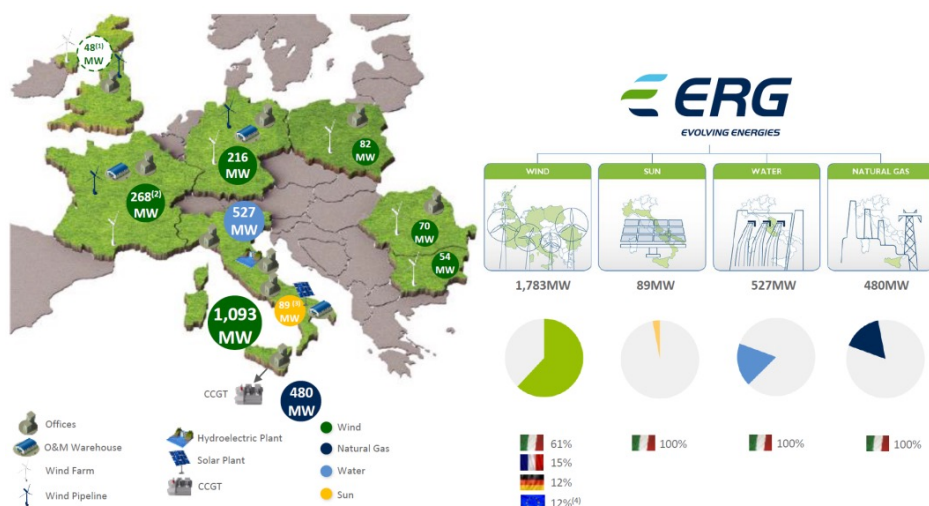 48(1)
MW
216
MW
82
MW
268(2)
MW
527
MW
70
MW
54
MW
1,093
MW
89
MW
CCGT
480
MW
Offices
O&M Warehouse
Wind Farm
Wind Pipeline
Hydroelectric Plant
Solar Plant
CCGT
Wind
Natural Gas
Water
Sun
ERG
EVOLVING ENERGIES
WIND
SUN
WATER
NATURAL GAS
1,783MW
89MW
527MW
480MW
61%
15%
12%
12%(4)
100%
100%
100%